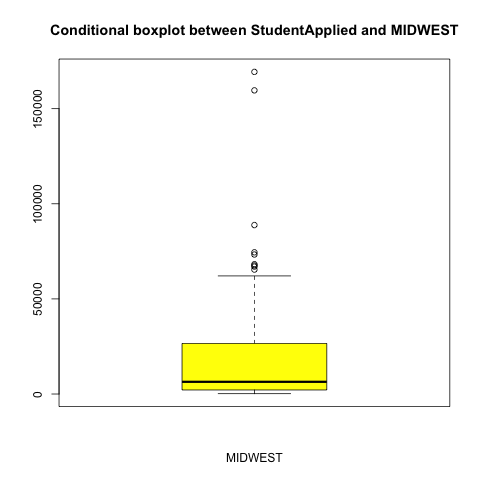 Conditional boxplot between StudentApplied and MIDWEST
150000
100000
50000
0
MIDWEST